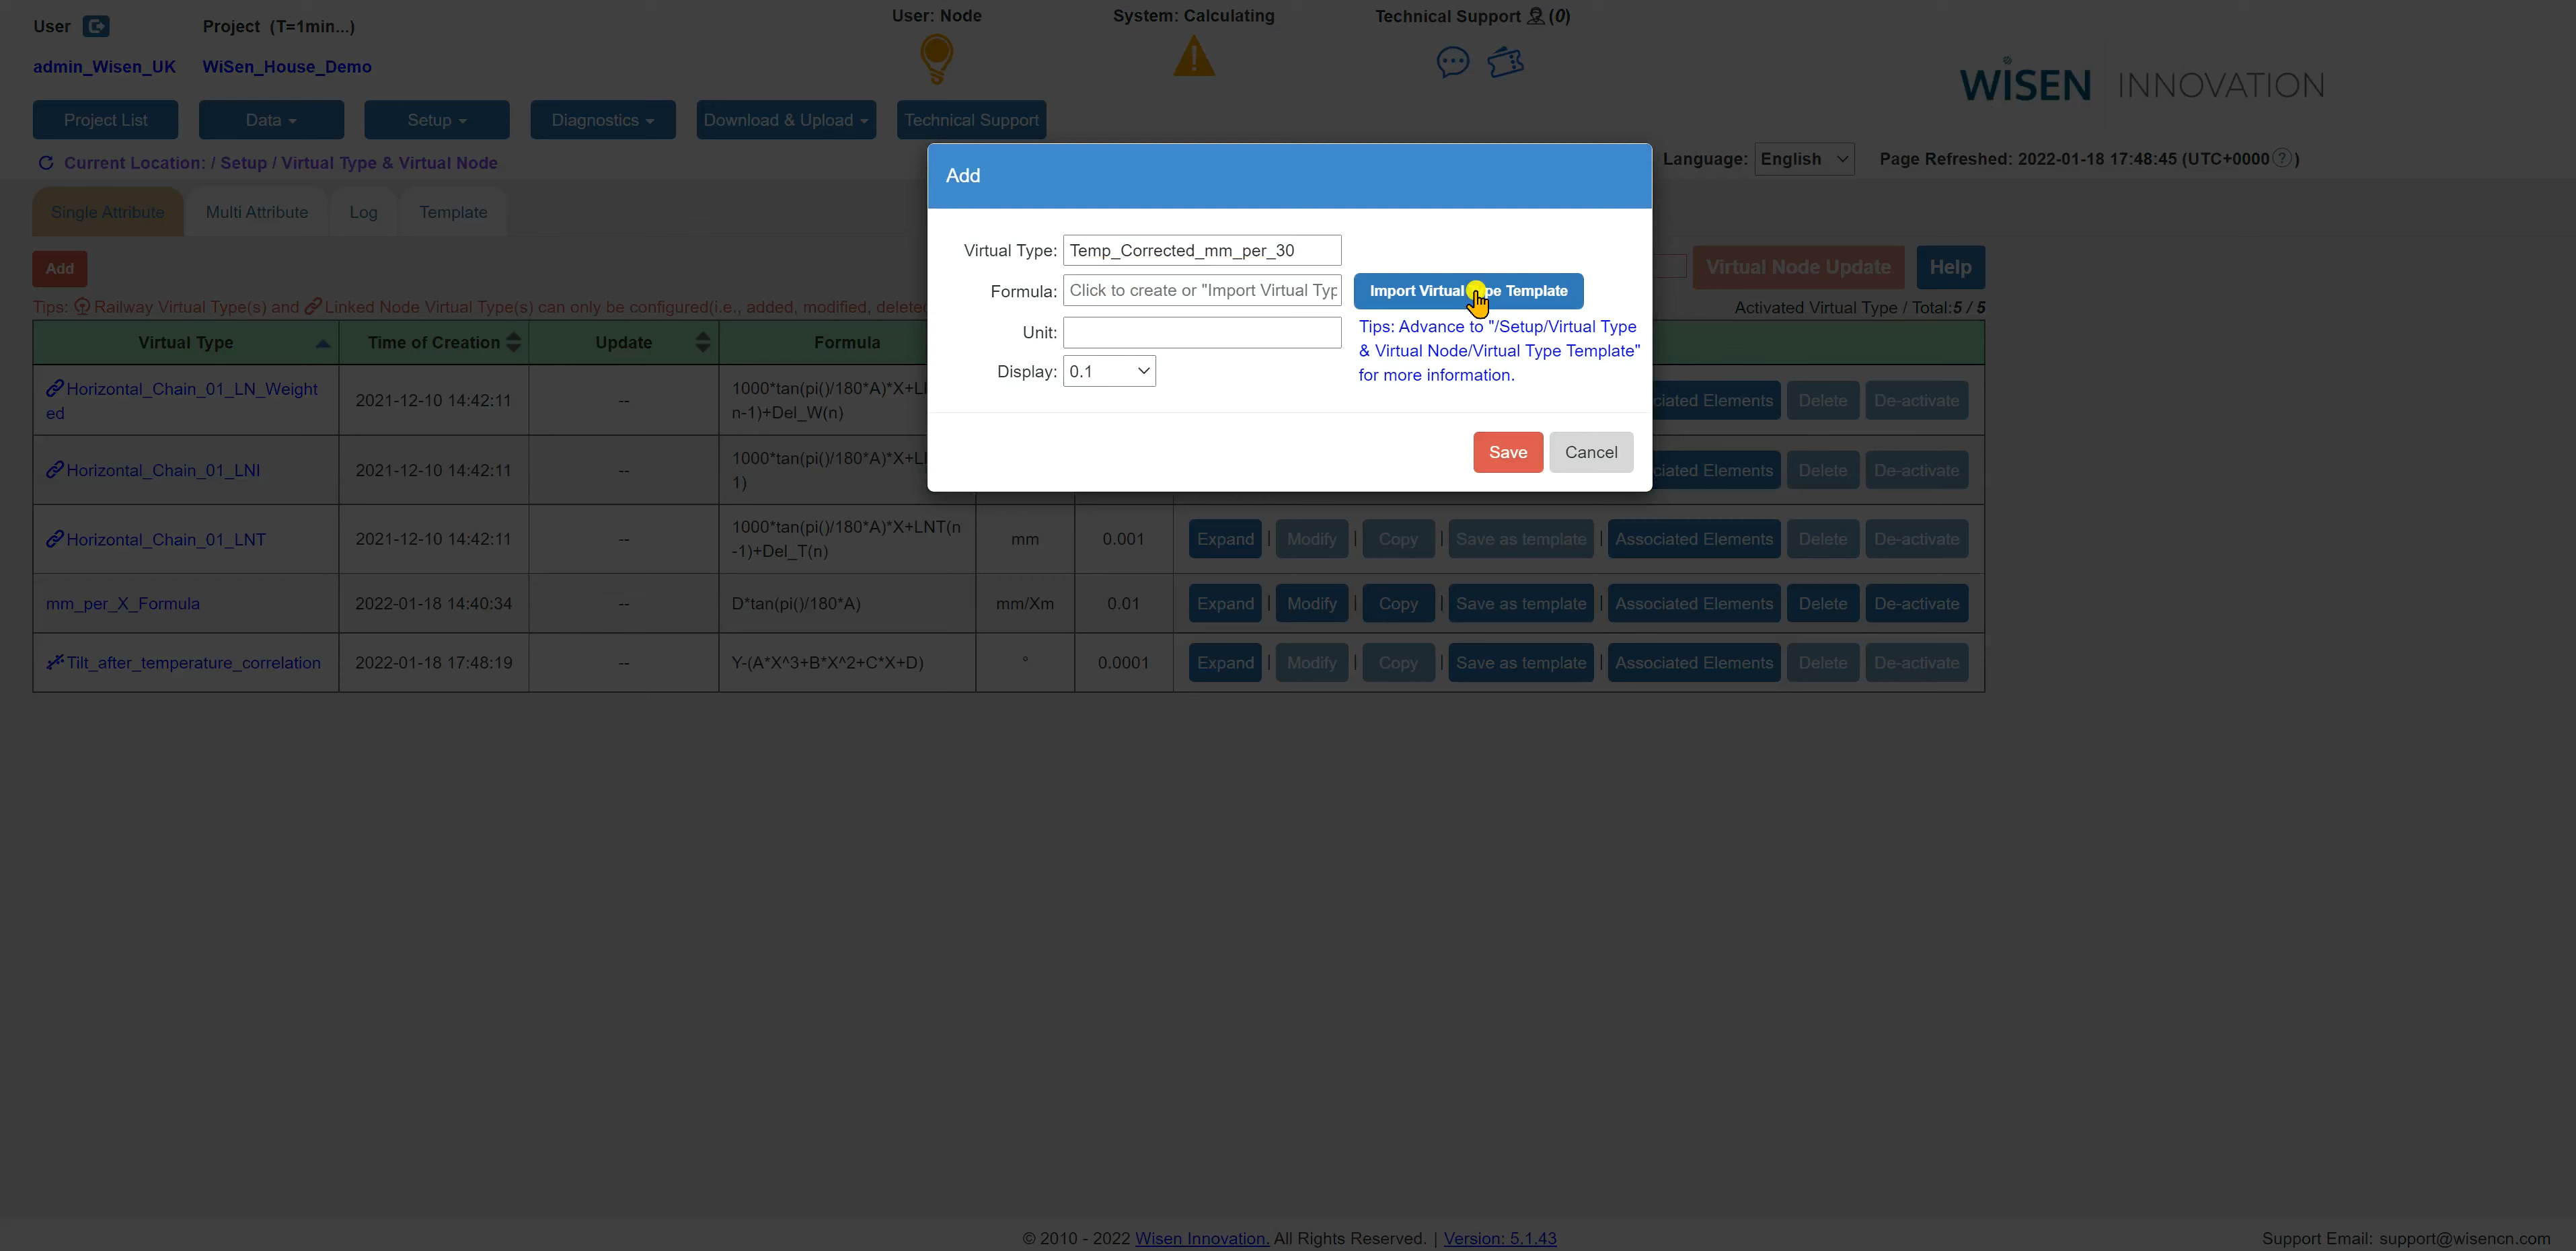 User
Project (T=1min...)
User: Node
System: Calculating
Technical Support (0)
admin_Wisen_UK
WiSen_House_Demo
WiSEN INNOVATION
Project List
Data
Setup
Diagnostics
Download & Upload
Technical Support
Current Location: / Setup / Virtual Type & Virtual Node
Language: English
Page Refreshed: 2022-01-18 17:48:45 (UTC+0000 ? )
Add
Single Attribute
Multi Attribute
Log
Template
Virtual Type: Temp_Corrected_mm_per_30
Add
Virtual Node Update
Help
Formula: Click to create or "Import Virtual Typ
Import Virtual pe Template
Tips: Railway Virtual Type(s) and Linked Node Virtual Type(s) can only be configured(i.e., added, modified, deleted
Activated Virtual Type / Total:5 / 5
Unit:
Tips: Advance to "/Setup/Virtual Type
& Virtual Node/Virtual Type Template"
for more information.
Display: 0.1
Save
Cancel
Virtual Type
Time of Creation
Update
Formula
Horizontal_Chain_01_LN_Weight
ed
2021-12-10 14:42:11
--
1000*tan(pi()/180*A)*X+L
n-1)+Del_W(n)
ciated Elements
Delete
De-activate
Horizontal_Chain_01_LNI
2021-12-10 14:42:11
--
1000*tan(pi()/180*A)*X+L
1)
ciated Elements
Delete
De-activate
Horizontal_Chain_01_LNT
2021-12-10 14:42:11
--
1000*tan(pi()/180*A)*X+LNT(n
-1)+Del_T(n)
mm
0.001
Expand | Modify | Copy | Save as template | Associated Elements Delete De-activate
mm_per_X_Formula
2022-01-18 14:40:34
--
D*tan(pi()/180*A)
mm/Xm
0.01
Expand | Modify | Copy | Save as template | Associated Elements Delete De-activate
Tilt_after_temperature_correlation
2022-01-18 17:48:19
--
Y-(A*X^3+B*X^2+C*X+D)
°
0.0001
Expand | Modify | Copy | Save as template | Associated Elements Delete De-activate
© 2010 - 2022 Wisen Innovation. All Rights Reserved. | Version: 5.1.43
Support Email: support@wisencn.com